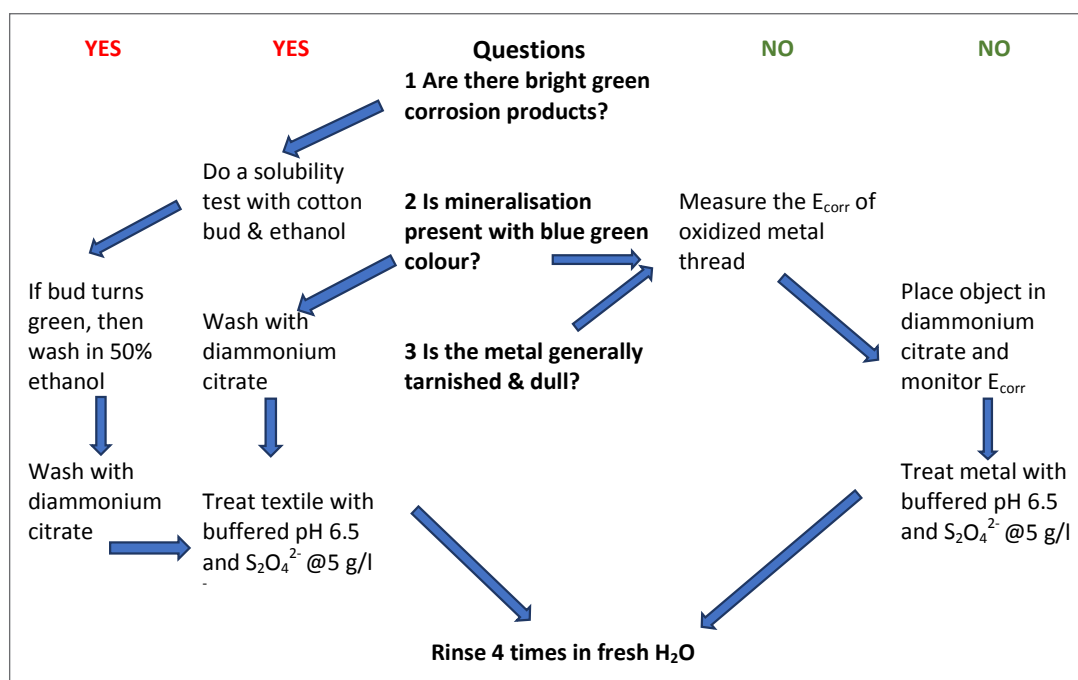 YES
YES
Questions
NO
NO
1 Are there bright green
corrosion products?
Do a solubility
test with cotton
bud & ethanol
2 Is mineralisation
present with blue green
colour?
Measure the Ecorr of
oxidized metal
thread
If bud turns
green, then
wash in 50%
ethanol
Wash with
diammonium
citrate
3 Is the metal generally
tarnished & dull?
Place object in
diammonium
citrate and
monitor Ecorr
Wash with
diammonium
citrate
Treat textile with
buffered pH 6.5
and S2O4 2- @5 g/l
-
Treat metal with
buffered pH 6.5
and S2O4 2- @5 g/l
Rinse 4 times in fresh H2O